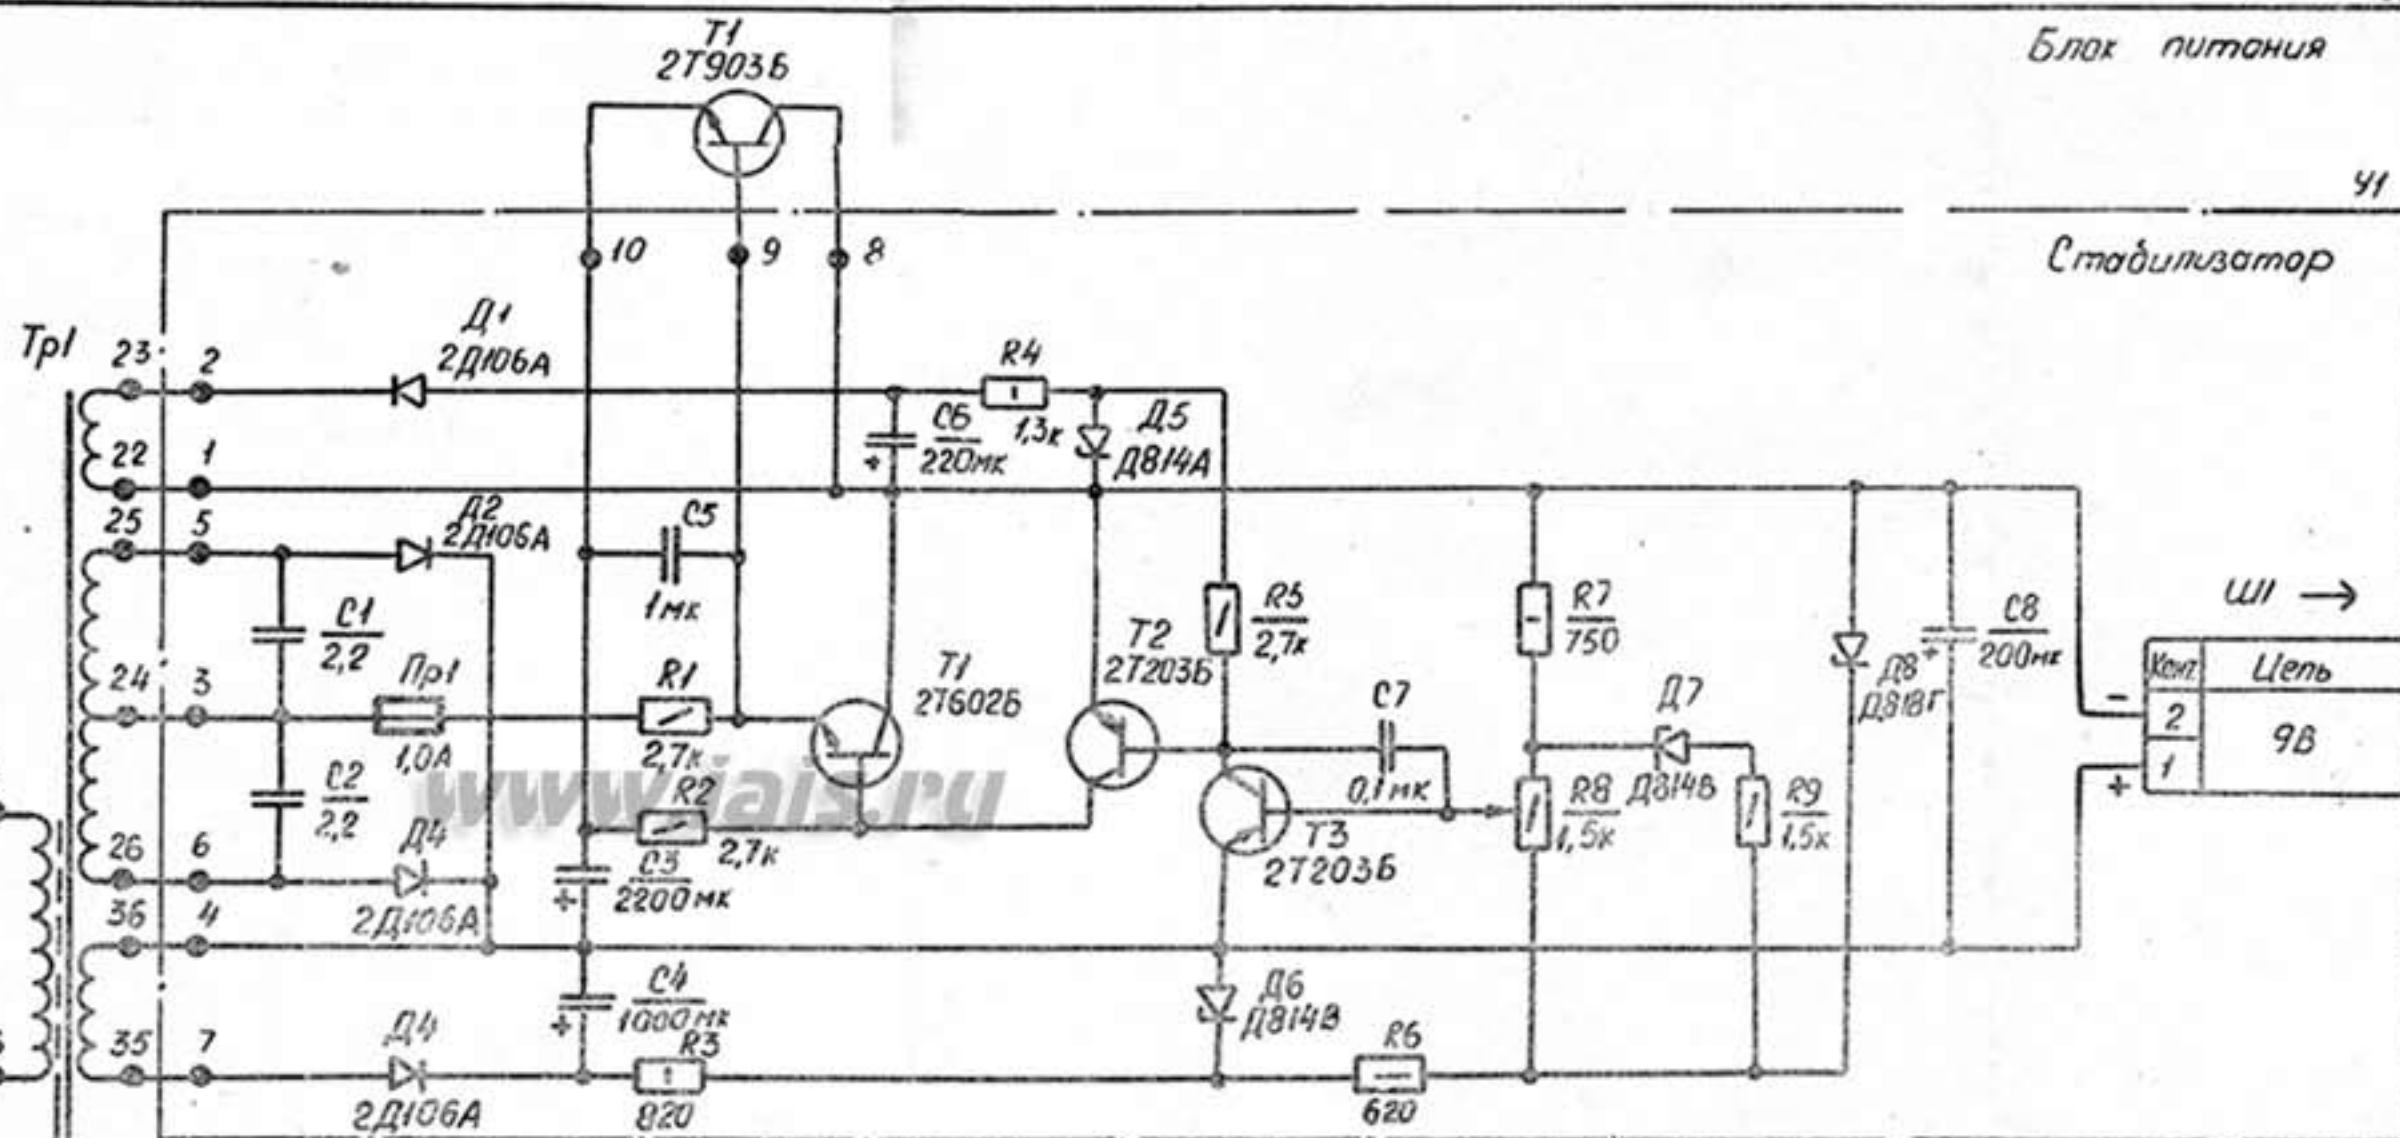 T1
2T903Б
Блок питания
У1
10
9
8
Стабилизатор
Тр1
23
2
Д1
2Д106А
R4
1,3к
С6
220мк
+
Д5
Д814А
22
1
25
5
Д2
2Д106А
С5
1мк
С1
2,2
R5
2,7к
R7
750
С8
200мк
+
Ш1 →
24
3
Пр1
1,0А
R1
2,7к
Т1
2Т602Б
Т2
2Т203Б
С7
0,1мк
Д7
Д814В
Д8
Д818Г
Конт.
Цепь
-
2
9В
1
+
С2
2,2
www.jais.ru
R2
2,7к
R8
1,5к
R9
1,5к
Т3
2Т203Б
26
6
Д4
2Д106А
С3
2200мк
+
36
4
С4
1000мк
+
Д6
Д814В
35
7
Д4
2Д106А
R3
820
R6
620